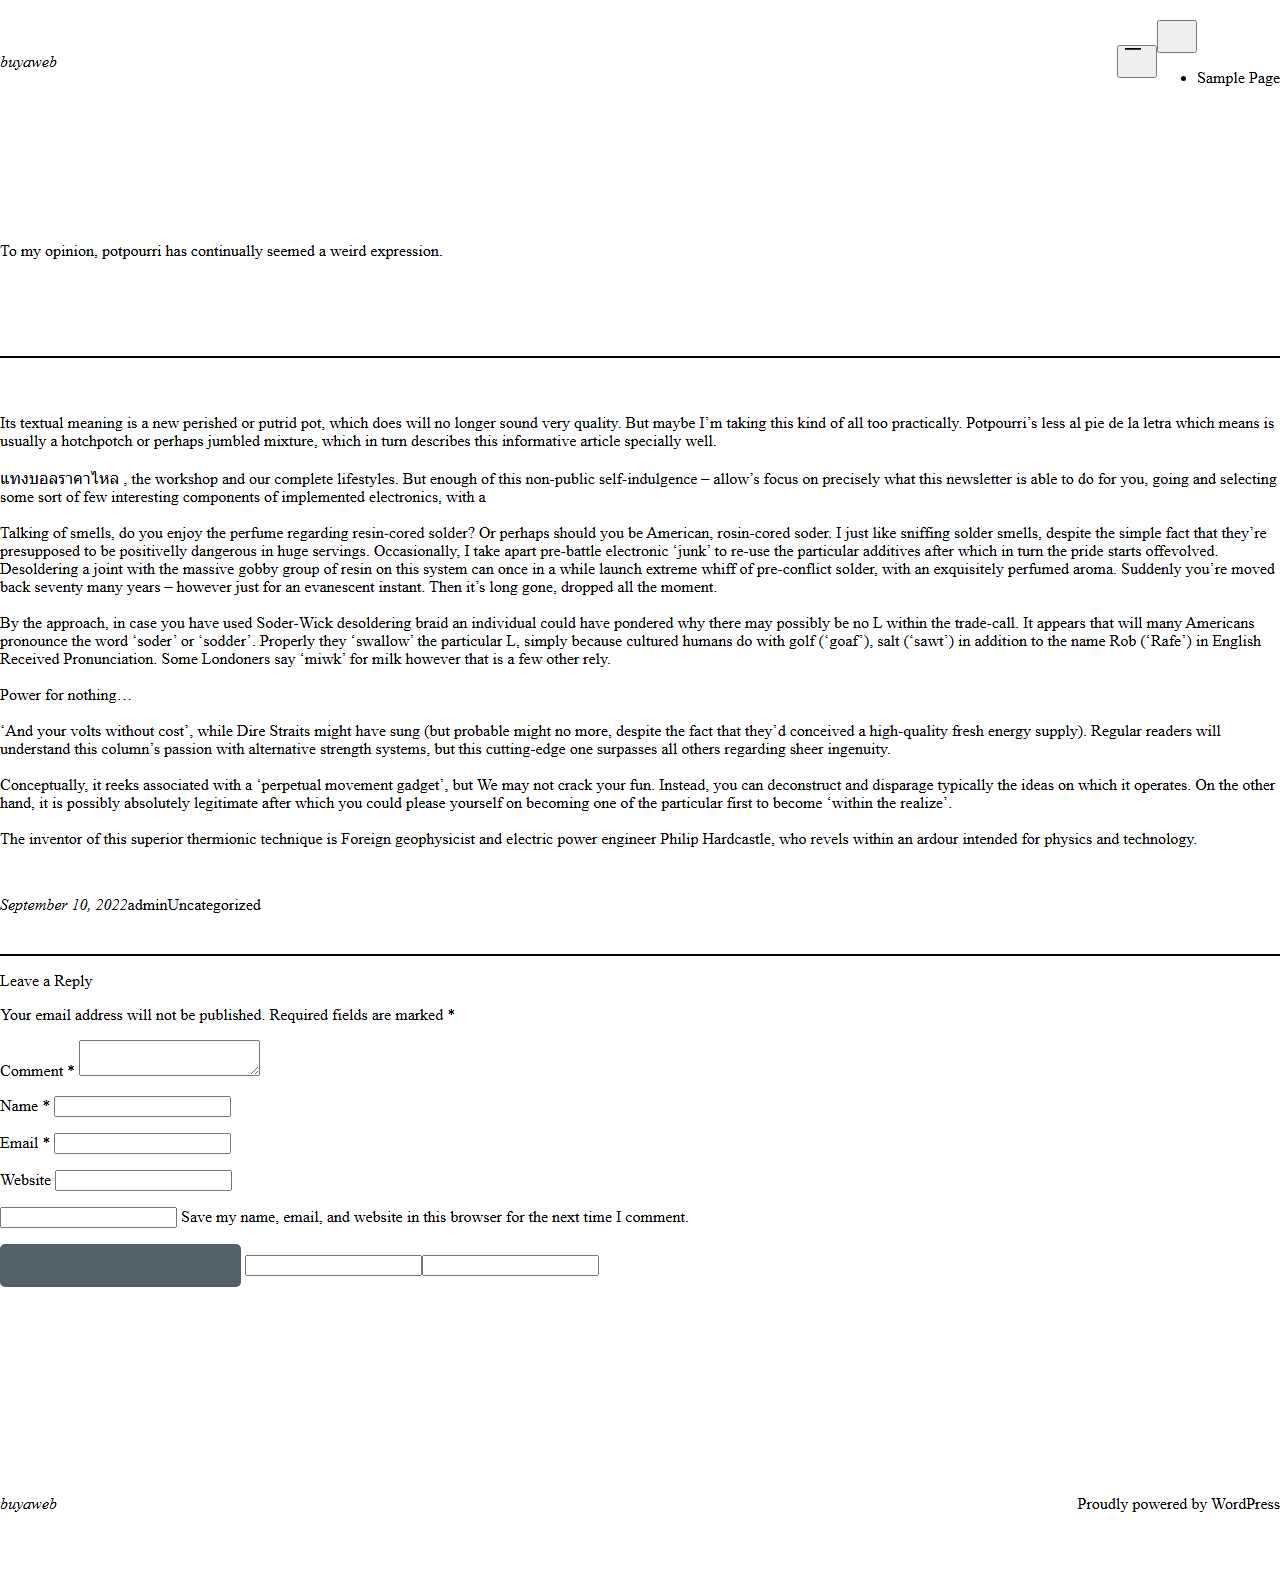 buyaweb
Sample Page
To my opinion, potpourri has continually seemed a weird expression.
Its textual meaning is a new perished or putrid pot, which does will no longer sound very quality. But maybe I’m taking this kind of all too practically. Potpourri’s less al pie de la letra which means is
usually a hotchpotch or perhaps jumbled mixture, which in turn describes this informative article specially well.
แทงบอลราคาไหล , the workshop and our complete lifestyles. But enough of this non-public self-indulgence – allow’s focus on precisely what this newsletter is able to do for you, going and selecting
some sort of few interesting components of implemented electronics, with a
Talking of smells, do you enjoy the perfume regarding resin-cored solder? Or perhaps should you be American, rosin-cored soder. I just like sniffing solder smells, despite the simple fact that they’re
presupposed to be positivelly dangerous in huge servings. Occasionally, I take apart pre-battle electronic ‘junk’ to re-use the particular additives after which in turn the pride starts offevolved.
Desoldering a joint with the massive gobby group of resin on this system can once in a while launch extreme whiff of pre-conflict solder, with an exquisitely perfumed aroma. Suddenly you’re moved
back seventy many years – however just for an evanescent instant. Then it’s long gone, dropped all the moment.
By the approach, in case you have used Soder-Wick desoldering braid an individual could have pondered why there may possibly be no L within the trade-call. It appears that will many Americans
pronounce the word ‘soder’ or ‘sodder’. Properly they ‘swallow’ the particular L, simply because cultured humans do with golf (‘goaf’), salt (‘sawt’) in addition to the name Rob (‘Rafe’) in English
Received Pronunciation. Some Londoners say ‘miwk’ for milk however that is a few other rely.
Power for nothing…
‘And your volts without cost’, while Dire Straits might have sung (but probable might no more, despite the fact that they’d conceived a high-quality fresh energy supply). Regular readers will
understand this column’s passion with alternative strength systems, but this cutting-edge one surpasses all others regarding sheer ingenuity.
Conceptually, it reeks associated with a ‘perpetual movement gadget’, but We may not crack your fun. Instead, you can deconstruct and disparage typically the ideas on which it operates. On the other
hand, it is possibly absolutely legitimate after which you could please yourself on becoming one of the particular first to become ‘within the realize’.
The inventor of this superior thermionic technique is Foreign geophysicist and electric power engineer Philip Hardcastle, who revels within an ardour intended for physics and technology.
September 10, 2022adminUncategorized
Leave a Reply
Your email address will not be published. Required fields are marked *
Comment *
Name *
Email *
Website
Save my name, email, and website in this browser for the next time I comment.
buyaweb
Proudly powered by WordPress